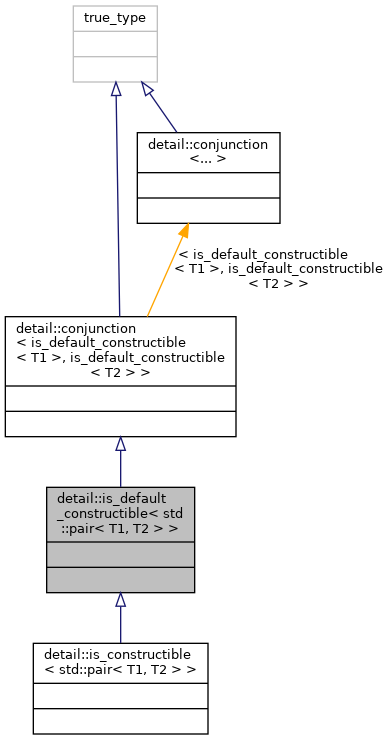 true_type
detail::conjunction
<... >
< is_default_constructible
< T1 >, is_default_constructible
< T2 > >
detail::conjunction
< is_default_constructible
< T1 >, is_default_constructible
< T2 > >
detail::is_default
_constructible< std
::pair< T1, T2 > >
detail::is_constructible
< std::pair< T1, T2 > >